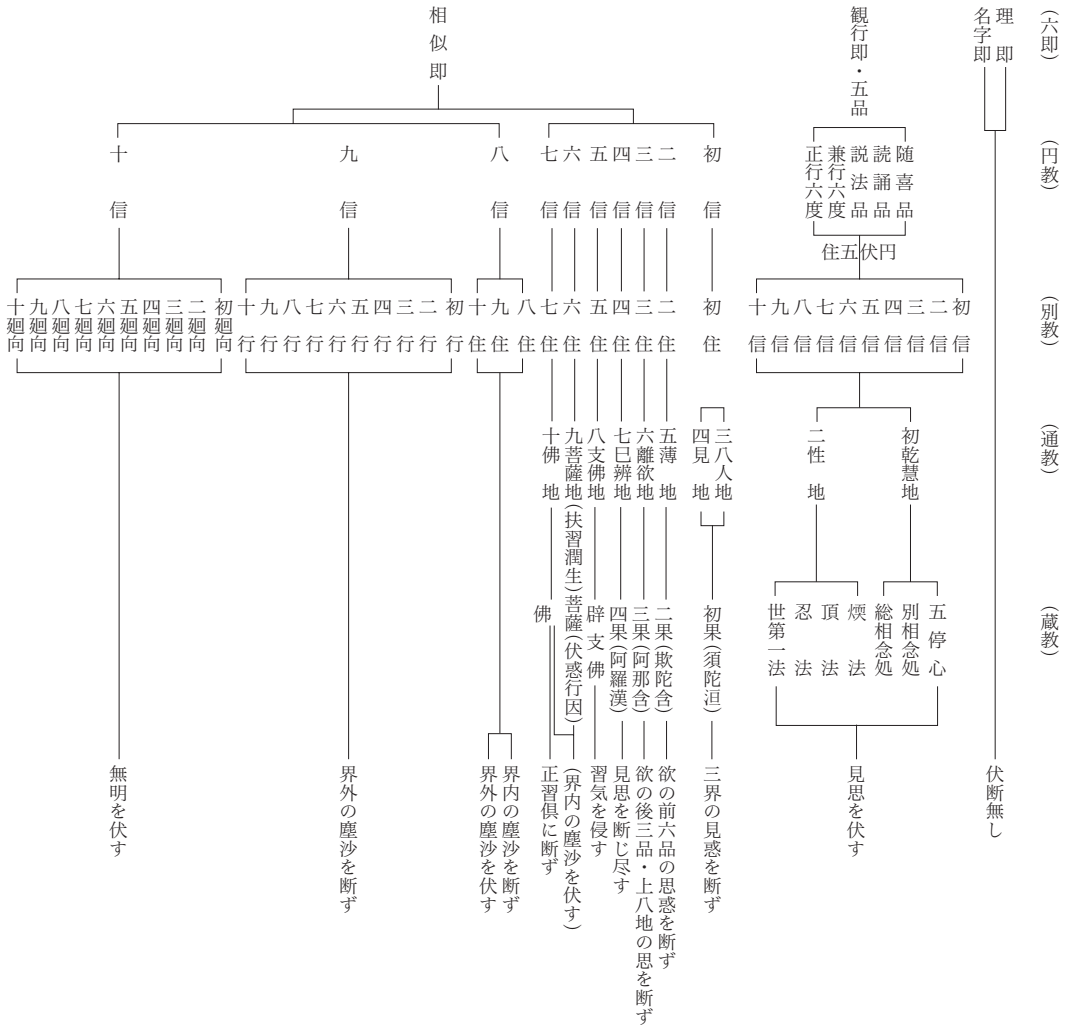 (六即)
(円教)
(別教)
(通教)
(蔵教)
理即
名字即
伏断無し
観行即・五品
随喜品
読誦品
説法品
兼行六度
正行六度
円伏五住
初信
二信
三信
四信
五信
六信
七信
八信
九信
十信
初乾慧地
二性地
五停心
別相念処
総相念処
煗法
頂法
忍法
世第一法
見思を伏す
相似即
初信
初住
三八人地
四見地
初果(須陀洹)
三界の見惑を断ず
二信
二住
五薄地
二果(欺陀含)
欲の前六品の思惑を断ず
三信
三住
六離欲地
三果(阿那含)
欲の後三品・上八地の思を断ず
四信
四住
七巳辨地
四果(阿羅漢)
見思を断じ尽す
五信
五住
八支佛地
辟支佛
習気を侵す
六信
六住
九菩薩地(扶習潤生)
菩薩(伏惑行因)
(界内の塵沙を伏す)
七信
七住
十佛地
佛
正習倶に断ず
八信
八住
九住
十住
界内の塵沙を断ず
界外の塵沙を伏す
九信
初行
二行
三行
四行
五行
六行
七行
八行
九行
十行
界外の塵沙を断ず
十信
初廻向
二廻向
三廻向
四廻向
五廻向
六廻向
七廻向
八廻向
九廻向
十廻向
無明を伏す